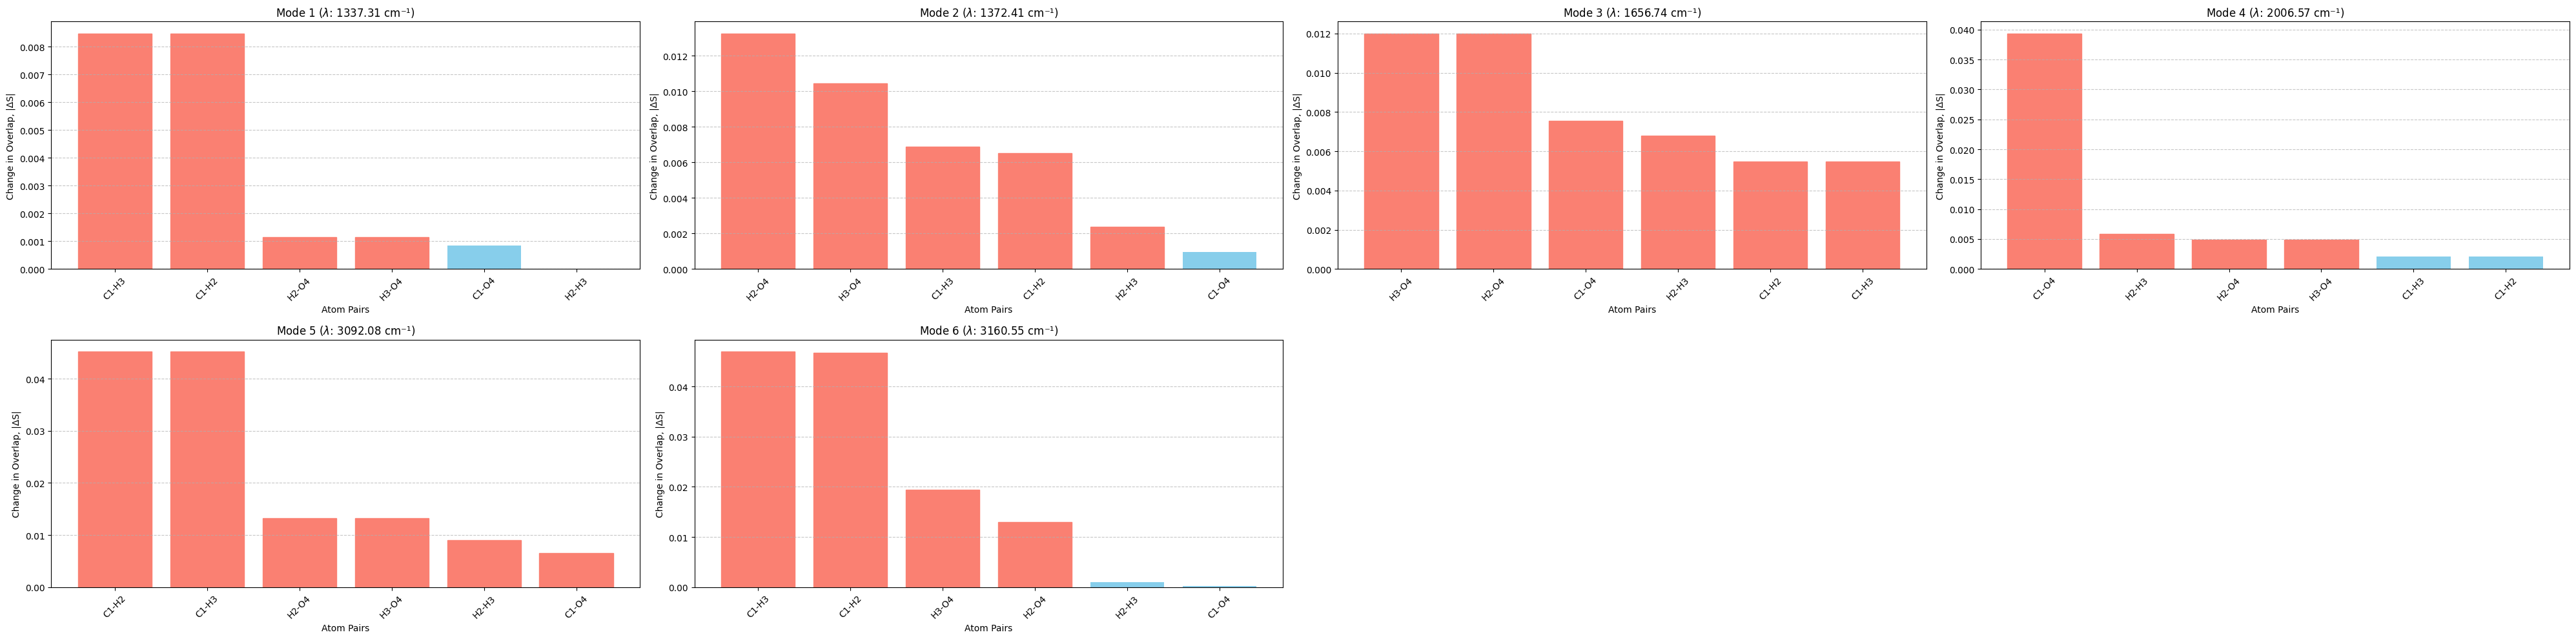 Mode 1 (λ: 1337.31 cm⁻¹)
Change in Overlap, |ΔS|
0.008
0.007
0.006
0.005
0.004
0.003
0.002
0.001
0.000
C1-H3
C1-H2
H2-O4
H3-O4
C1-O4
H2-H3
Atom Pairs
Mode 2 (λ: 1372.41 cm⁻¹)
Change in Overlap, |ΔS|
0.012
0.010
0.008
0.006
0.004
0.002
0.000
H2-O4
H3-O4
C1-H3
C1-H2
H2-H3
C1-O4
Atom Pairs
Mode 3 (λ: 1656.74 cm⁻¹)
Change in Overlap, |ΔS|
0.012
0.010
0.008
0.006
0.004
0.002
0.000
H3-O4
H2-O4
C1-O4
H2-H3
C1-H2
C1-H3
Atom Pairs
Mode 4 (λ: 2006.57 cm⁻¹)
Change in Overlap, |ΔS|
0.040
0.035
0.030
0.025
0.020
0.015
0.010
0.005
0.000
C1-O4
H2-H3
H2-O4
H3-O4
C1-H3
C1-H2
Atom Pairs
Mode 5 (λ: 3092.08 cm⁻¹)
Change in Overlap, |ΔS|
0.04
0.03
0.02
0.01
0.00
C1-H2
C1-H3
H2-O4
H3-O4
H2-H3
C1-O4
Atom Pairs
Mode 6 (λ: 3160.55 cm⁻¹)
Change in Overlap, |ΔS|
0.04
0.03
0.02
0.01
0.00
C1-H3
C1-H2
H3-O4
H2-O4
H2-H3
C1-O4
Atom Pairs